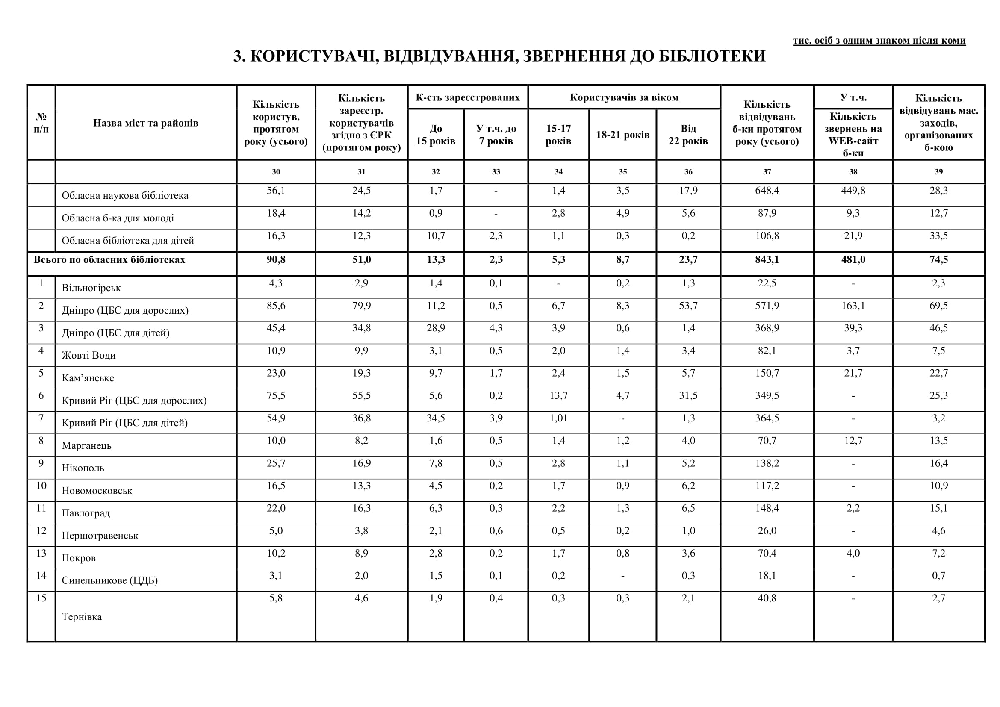 тис. осіб з одним знаком після коми
3. КОРИСТУВАЧІ, ВІДВІДУВАННЯ, ЗВЕРНЕННЯ ДО БІБЛІОТЕКИ
№ п/п | Назва міст та районів | Кількість користув. протягом року (усього) | Кількість зареєстр. користувачів згідно з ЄРК (протягом року) | К-сть зареєстрованих | Користувачів за віком | Кількість відвідувань б-ки протягом року (усього) | У т.ч. | Кількість відвідувань мас. заходів, організованих б-кою
До 15 років | У т.ч. до 7 років | 15-17 років | 18-21 років | Від 22 років | Кількість звернень на WEB-сайт б-ки
30 | 31 | 32 | 33 | 34 | 35 | 36 | 37 | 38 | 39
Обласна наукова бібліотека | 56,1 | 24,5 | 1,7 | - | 1,4 | 3,5 | 17,9 | 648,4 | 449,8 | 28,3
Обласна б-ка для молоді | 18,4 | 14,2 | 0,9 | - | 2,8 | 4,9 | 5,6 | 87,9 | 9,3 | 12,7
Обласна бібліотека для дітей | 16,3 | 12,3 | 10,7 | 2,3 | 1,1 | 0,3 | 0,2 | 106,8 | 21,9 | 33,5
Всього по обласних бібліотеках | 90,8 | 51,0 | 13,3 | 2,3 | 5,3 | 8,7 | 23,7 | 843,1 | 481,0 | 74,5
1 | Вільногірськ | 4,3 | 2,9 | 1,4 | 0,1 | - | 0,2 | 1,3 | 22,5 | - | 2,3
2 | Дніпро (ЦБС для дорослих) | 85,6 | 79,9 | 11,2 | 0,5 | 6,7 | 8,3 | 53,7 | 571,9 | 163,1 | 69,5
3 | Дніпро (ЦБС для дітей) | 45,4 | 34,8 | 28,9 | 4,3 | 3,9 | 0,6 | 1,4 | 368,9 | 39,3 | 46,5
4 | Жовті Води | 10,9 | 9,9 | 3,1 | 0,5 | 2,0 | 1,4 | 3,4 | 82,1 | 3,7 | 7,5
5 | Кам’янське | 23,0 | 19,3 | 9,7 | 1,7 | 2,4 | 1,5 | 5,7 | 150,7 | 21,7 | 22,7
6 | Кривий Ріг (ЦБС для дорослих) | 75,5 | 55,5 | 5,6 | 0,2 | 13,7 | 4,7 | 31,5 | 349,5 | - | 25,3
7 | Кривий Ріг (ЦБС для дітей) | 54,9 | 36,8 | 34,5 | 3,9 | 1,01 | - | 1,3 | 364,5 | - | 3,2
8 | Марганець | 10,0 | 8,2 | 1,6 | 0,5 | 1,4 | 1,2 | 4,0 | 70,7 | 12,7 | 13,5
9 | Нікополь | 25,7 | 16,9 | 7,8 | 0,5 | 2,8 | 1,1 | 5,2 | 138,2 | - | 16,4
10 | Новомосковськ | 16,5 | 13,3 | 4,5 | 0,2 | 1,7 | 0,9 | 6,2 | 117,2 | - | 10,9
11 | Павлоград | 22,0 | 16,3 | 6,3 | 0,3 | 2,2 | 1,3 | 6,5 | 148,4 | 2,2 | 15,1
12 | Першотравенськ | 5,0 | 3,8 | 2,1 | 0,6 | 0,5 | 0,2 | 1,0 | 26,0 | - | 4,6
13 | Покров | 10,2 | 8,9 | 2,8 | 0,2 | 1,7 | 0,8 | 3,6 | 70,4 | 4,0 | 7,2
14 | Синельникове (ЦДБ) | 3,1 | 2,0 | 1,5 | 0,1 | 0,2 | - | 0,3 | 18,1 | - | 0,7
15 | Тернівка | 5,8 | 4,6 | 1,9 | 0,4 | 0,3 | 0,3 | 2,1 | 40,8 | - | 2,7